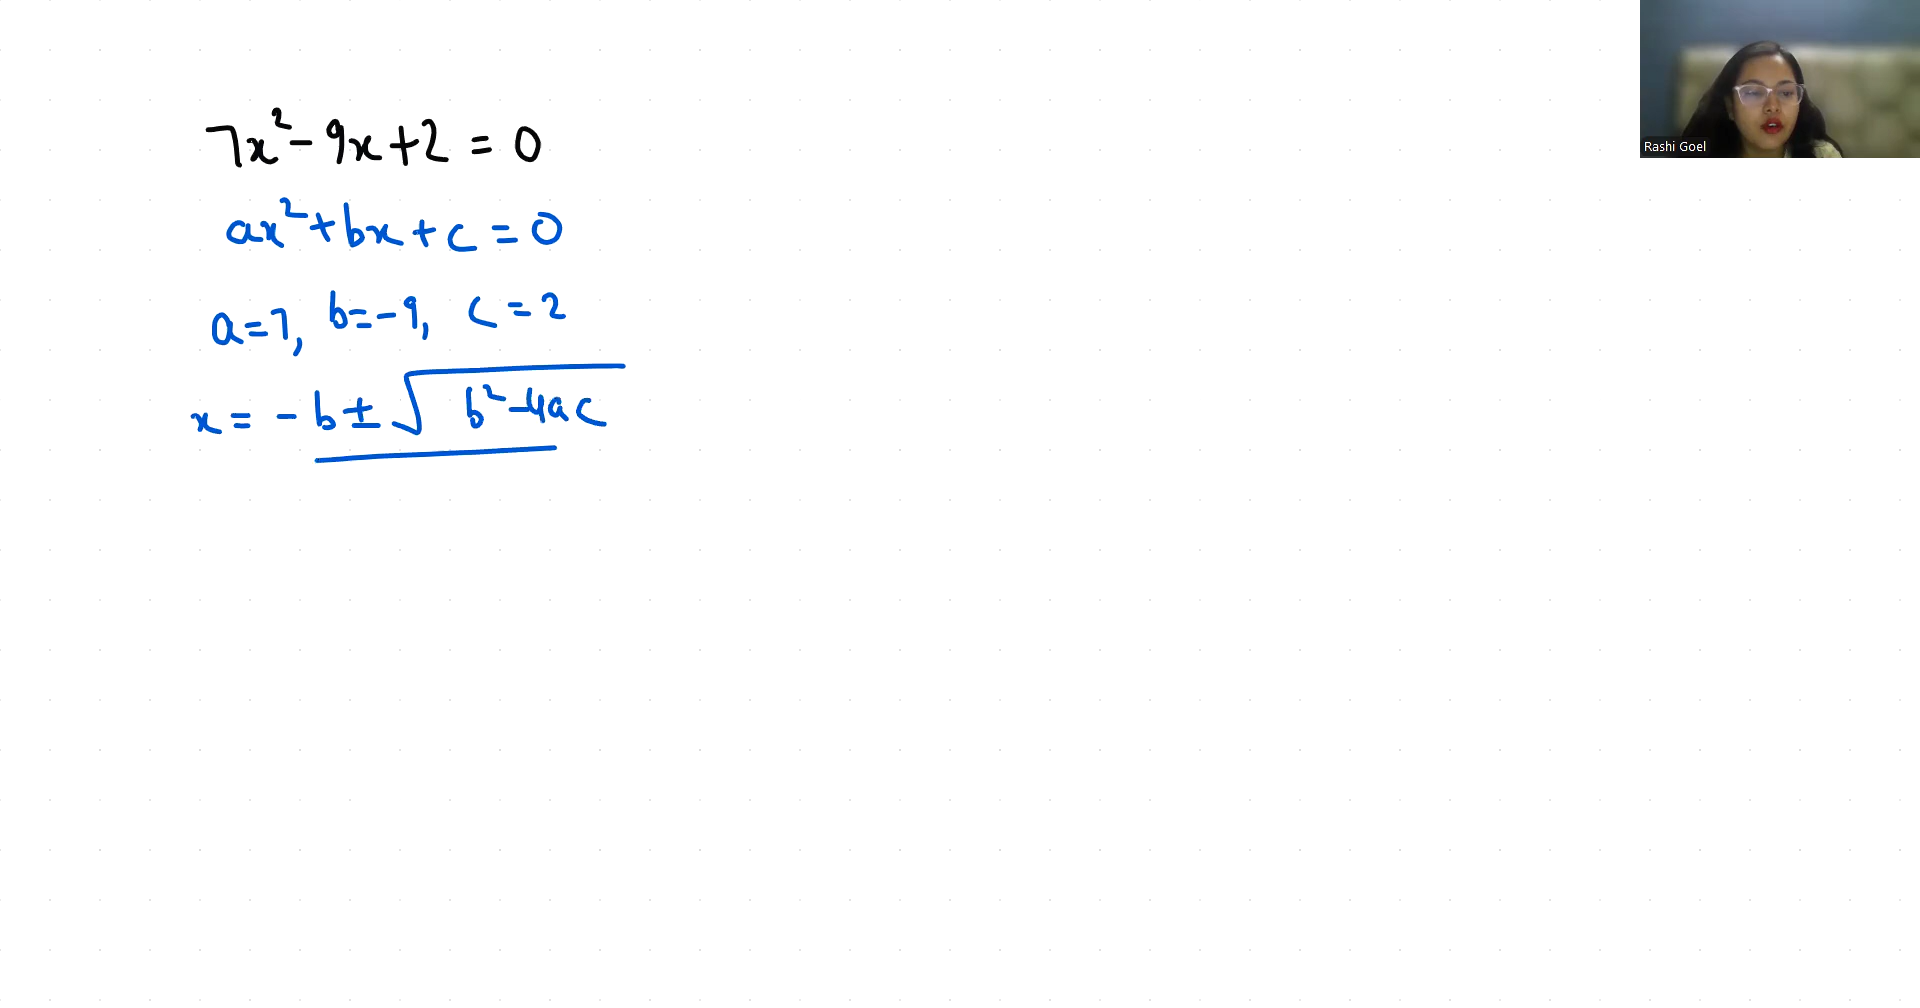 7x² - 9x + 2 = 0
ax² + bx + c = 0
a = 7, b = -9, c = 2
x = - b ± √ b² - 4ac
Rashi Goel